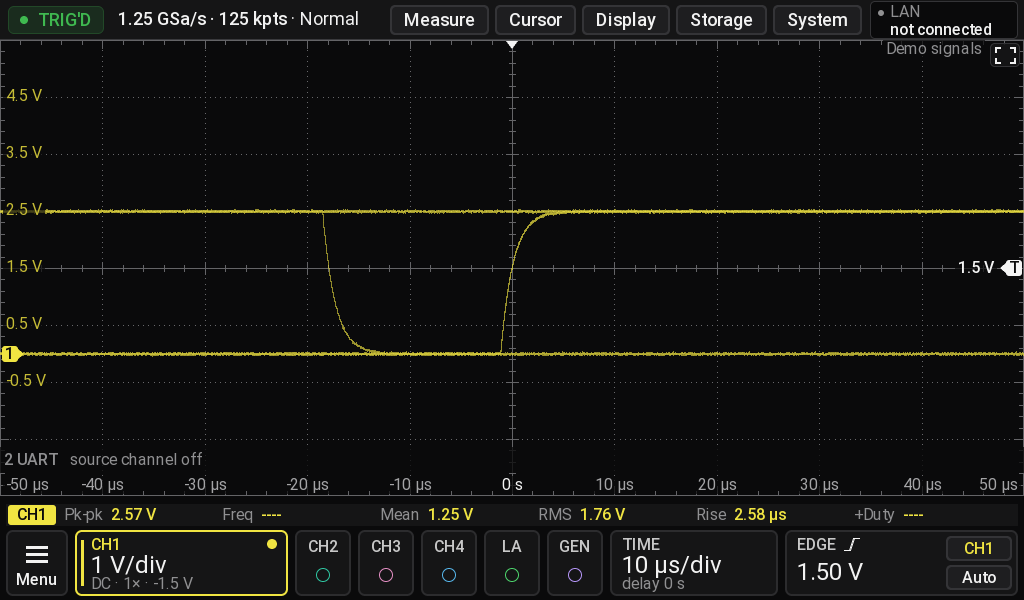 TRIG'D 1.25 GSa/s · 125 kpts · Normal Measure Cursor Display Storage System LAN
not connected
Demo signals
4.5 V
3.5 V
2.5 V
1.5 V 1.5 V T
0.5 V
1
-0.5 V
2 UART source channel off
-50 µs -40 µs -30 µs -20 µs -10 µs 0 s 10 µs 20 µs 30 µs 40 µs 50 µs
CH1 Pk-pk 2.57 V Freq ---- Mean 1.25 V RMS 1.76 V Rise 2.58 µs +Duty ----
Menu
CH1
1 V/div
DC · 1× · -1.5 V
CH2 CH3 CH4 LA GEN
TIME
10 µs/div
delay 0 s
EDGE
1.50 V
CH1
Auto